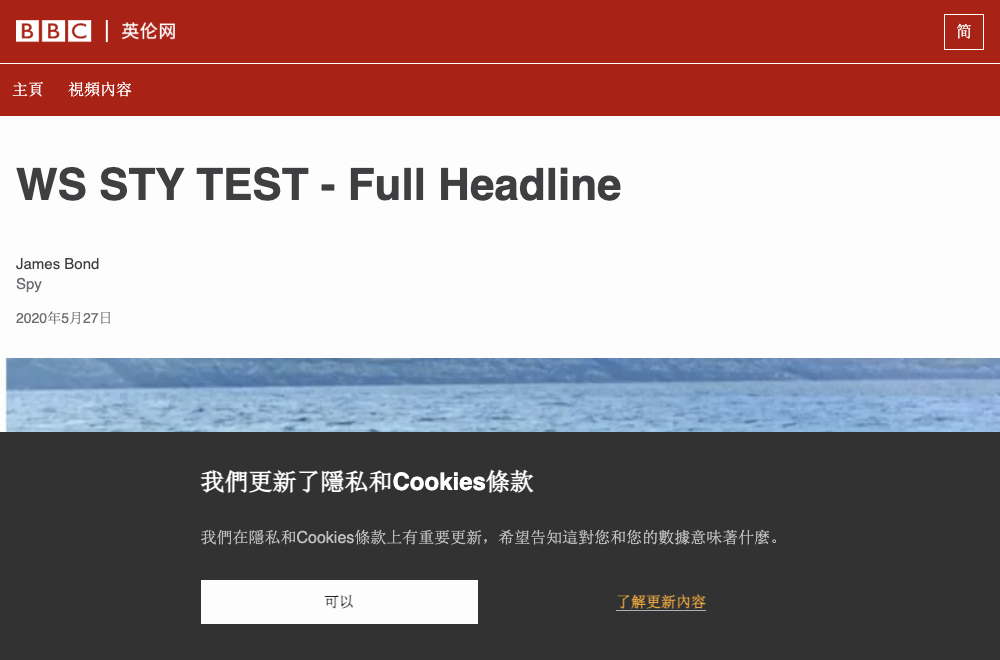 BBC 英伦网
简
主頁 視頻內容
WS STY TEST - Full Headline
James Bond
Spy
2020年5月27日
我們更新了隱私和Cookies條款
我們在隱私和Cookies條款上有重要更新，希望告知這對您和您的數據意味著什麼。
可以
了解更新內容